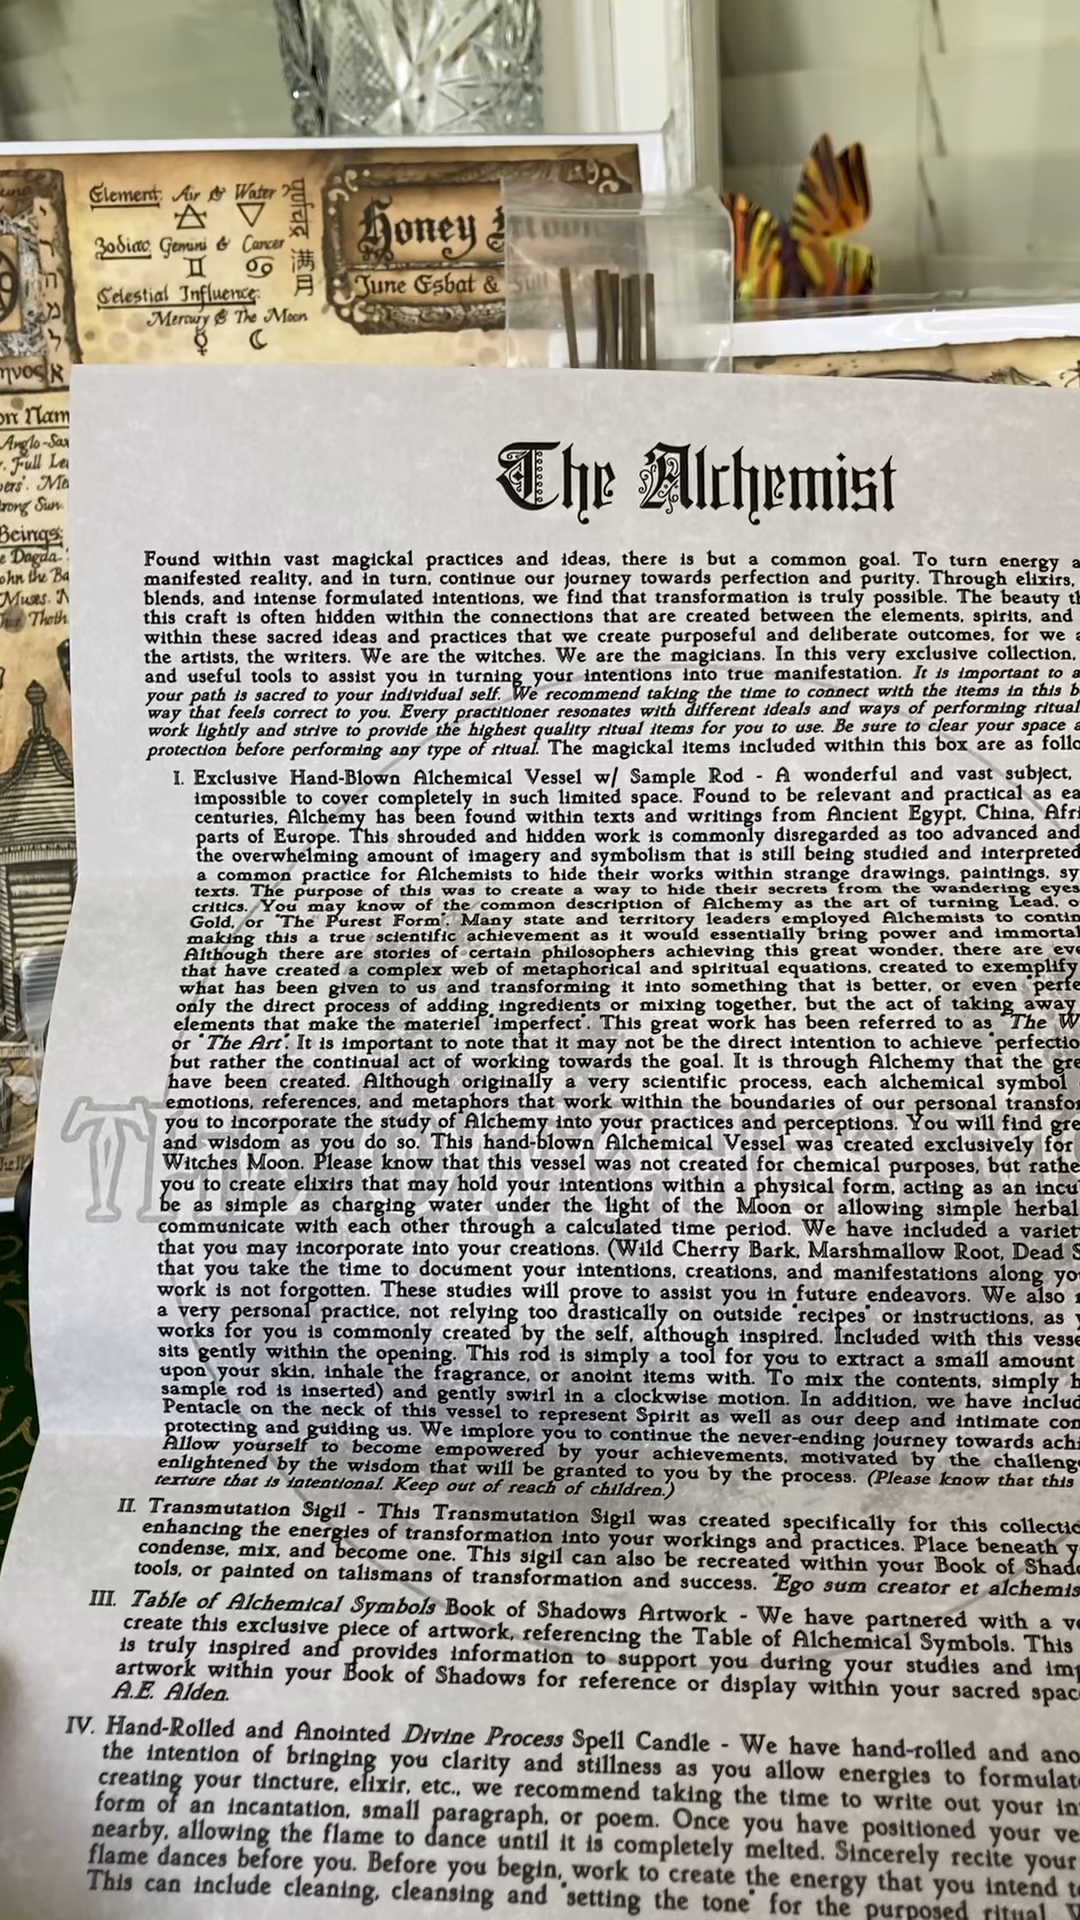 Element: Air & Water
Zodiac: Gemini & Cancer
♊ ♋
Celestial Influence:
Mercury & The Moon
☿ ☾
满月
Honey
June Esbat &
ηνος
Anglo-Sax
Full Le
rong Sun.
Beings:
e Dagda.
ohn the Ba
Muses.
Thoth
The Alchemist
Found within vast magickal practices and ideas, there is but a common goal. To turn energy a
manifested reality, and in turn, continue our journey towards perfection and purity. Through elixirs,
blends, and intense formulated intentions, we find that transformation is truly possible. The beauty th
this craft is often hidden within the connections that are created between the elements, spirits, and
within these sacred ideas and practices that we create purposeful and deliberate outcomes, for we a
the artists, the writers. We are the witches. We are the magicians. In this very exclusive collection,
and useful tools to assist you in turning your intentions into true manifestation. It is important to a
your path is sacred to your individual self. We recommend taking the time to connect with the items in this b
way that feels correct to you. Every practitioner resonates with different ideals and ways of performing ritual
work lightly and strive to provide the highest quality ritual items for you to use. Be sure to clear your space a
protection before performing any type of ritual. The magickal items included within this box are as follo
I. Exclusive Hand-Blown Alchemical Vessel w/ Sample Rod - A wonderful and vast subject,
impossible to cover completely in such limited space. Found to be relevant and practical as ea
centuries, Alchemy has been found within texts and writings from Ancient Egypt, China, Afri
parts of Europe. This shrouded and hidden work is commonly disregarded as too advanced and
the overwhelming amount of imagery and symbolism that is still being studied and interpreted
a common practice for Alchemists to hide their works within strange drawings, paintings, sy
texts. The purpose of this was to create a way to hide their secrets from the wandering eyes
critics. You may know of the common description of Alchemy as the art of turning Lead, o
Gold, or "The Purest Form". Many state and territory leaders employed Alchemists to contin
making this a true scientific achievement as it would essentially bring power and immortal
Although there are stories of certain philosophers achieving this great wonder, there are eve
that have created a complex web of metaphorical and spiritual equations, created to exemplify
what has been given to us and transforming it into something that is better, or even "perfe
only the direct process of adding ingredients or mixing together, but the act of taking away
elements that make the materiel "imperfect". This great work has been referred to as "The W
or "The Art". It is important to note that it may not be the direct intention to achieve "perfectio
but rather the continual act of working towards the goal. It is through Alchemy that the gre
have been created. Although originally a very scientific process, each alchemical symbol
emotions, references, and metaphors that work within the boundaries of our personal transfor
you to incorporate the study of Alchemy into your practices and perceptions. You will find gre
and wisdom as you do so. This hand-blown Alchemical Vessel was created exclusively for
Witches Moon. Please know that this vessel was not created for chemical purposes, but rathe
you to create elixirs that may hold your intentions within a physical form, acting as an incu
be as simple as charging water under the light of the Moon or allowing simple herbal
communicate with each other through a calculated time period. We have included a variet
that you may incorporate into your creations. (Wild Cherry Bark, Marshmallow Root, Dead S
that you take the time to document your intentions, creations, and manifestations along yo
work is not forgotten. These studies will prove to assist you in future endeavors. We also r
a very personal practice, not relying too drastically on outside "recipes" or instructions, as y
works for you is commonly created by the self, although inspired. Included with this vesse
sits gently within the opening. This rod is simply a tool for you to extract a small amount
upon your skin, inhale the fragrance, or anoint items with. To mix the contents, simply h
sample rod is inserted) and gently swirl in a clockwise motion. In addition, we have includ
Pentacle on the neck of this vessel to represent Spirit as well as our deep and intimate con
protecting and guiding us. We implore you to continue the never-ending journey towards achi
Allow yourself to become empowered by your achievements, motivated by the challeng
enlightened by the wisdom that will be granted to you by the process. (Please know that this
texture that is intentional. Keep out of reach of children.)
II. Transmutation Sigil - This Transmutation Sigil was created specifically for this collectio
enhancing the energies of transformation into your workings and practices. Place beneath y
condense, mix, and become one. This sigil can also be recreated within your Book of Shado
tools, or painted on talismans of transformation and success. "Ego sum creator et alchemis
III. Table of Alchemical Symbols Book of Shadows Artwork - We have partnered with a ve
create this exclusive piece of artwork, referencing the Table of Alchemical Symbols. This
is truly inspired and provides information to support you during your studies and imp
artwork within your Book of Shadows for reference or display within your sacred spac
A.E. Alden.
IV. Hand-Rolled and Anointed Divine Process Spell Candle - We have hand-rolled and ano
the intention of bringing you clarity and stillness as you allow energies to formulat
creating your tincture, elixir, etc., we recommend taking the time to write out your in
form of an incantation, small paragraph, or poem. Once you have positioned your ve
nearby, allowing the flame to dance until it is completely melted. Sincerely recite your
flame dances before you. Before you begin, work to create the energy that you intend t
This can include cleaning, cleansing and "setting the tone" for the purposed ritual.